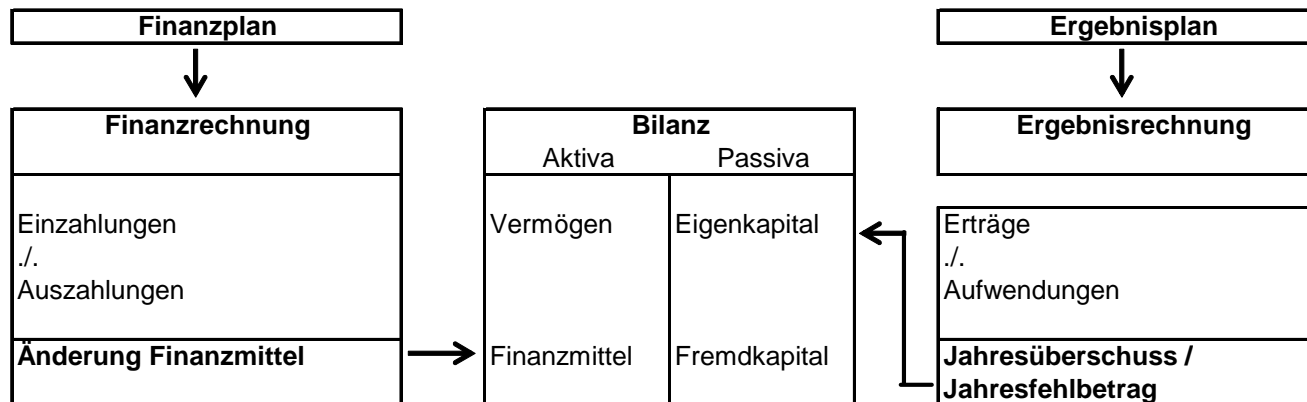 Finanzplan
Ergebnisplan
Finanzrechnung
Einzahlungen
./.
Auszahlungen
Änderung Finanzmittel
Bilanz
Aktiva Passiva
Vermögen Eigenkapital
Finanzmittel Fremdkapital
Ergebnisrechnung
Erträge
./.
Aufwendungen
Jahresüberschuss /
Jahresfehlbetrag